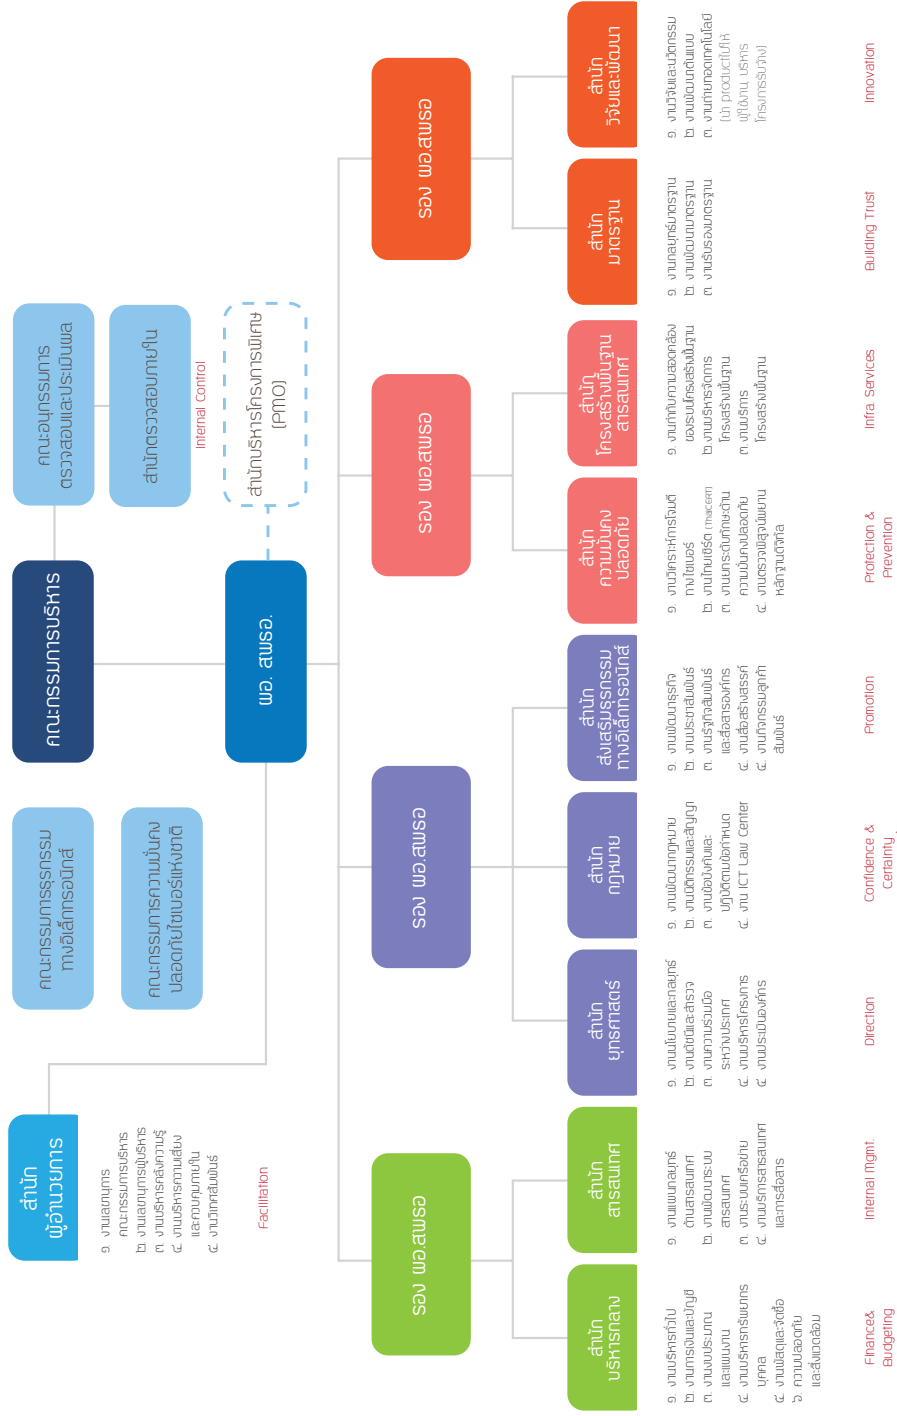 คณะกรรมการธุรกรรม
ทางอิเล็กทรอนิกส์
คณะกรรมการความมั่นคง
ปลอดภัยไซเบอร์แห่งชาติ
คณะกรรมการบริหาร
คณะอนุกรรมการ
ตรวจสอบและประเมินผล
สำนักตรวจสอบภายใน
Internal Control
สำนัก
ผู้อำนวยการ
๑. งานเลขานุการ
คณะกรรมการบริหาร
๒. งานเลขานุการผู้บริหาร
๓. งานบริหารคลังความรู้
๔. งานบริหารความเสี่ยง
และควบคุมภายใน
๕. งานวิเทศสัมพันธ์
Facilitation
ผอ. สพธอ.
สำนักบริหารโครงการพิเศษ
(PMO)
รอง ผอ.สพธอ
รอง ผอ.สพธอ
รอง ผอ.สพธอ
รอง ผอ.สพธอ
สำนัก
บริหารกลาง
๑. งานบริหารทั่วไป
๒. งานการเงินและบัญชี
๓. งานงบประมาณ
และแผนงาน
๔. งานบริหารทรัพยากร
บุคคล
๕. งานพัสดุและจัดซื้อ
๖. ความปลอดภัย
และสิ่งแวดล้อม
Finance&
Budgeting
สำนัก
สารสนเทศ
๑. งานแผนกลยุทธ์
ด้านสารสนเทศ
๒. งานพัฒนาระบบ
สารสนเทศ
๓. งานระบบเครือข่าย
๔. งานบริการสารสนเทศ
และการสื่อสาร
Internal mgmt.
สำนัก
ยุทธศาสตร์
๑. งานนโยบายและกลยุทธ์
๒. งานดัชนีและสำรวจ
๓. งานความร่วมมือ
ระหว่างประเทศ
๔. งานบริหารโครงการ
๕. งานประเมินองค์กร
Direction
สำนัก
กฎหมาย
๑. งานพัฒนากฎหมาย
๒. งานนิติกรรมและสัญญา
๓. งานข้อบังคับและ
ปฏิบัติตามข้อกำหนด
๔. งาน ICT Law Center
Confidence &
Certainty
สำนัก
ส่งเสริมธุรกรรม
ทางอิเล็กทรอนิกส์
๑. งานพัฒนาธุรกิจ
๒. งานประชาสัมพันธ์
๓. งานรัฐกิจสัมพันธ์
และสื่อสารองค์กร
๔. งานสื่อสร้างสรรค์
๕. งานกิจกรรมลูกค้า
สัมพันธ์
Promotion
สำนัก
ความมั่นคง
ปลอดภัย
๑. งานวิเคราะห์การโจมตี
ทางไซเบอร์
๒. งานไทยเซิร์ต (ThaiCERT)
๓. งานยกระดับทักษะด้าน
ความมั่นคงปลอดภัย
๔. งานตรวจพิสูจน์พยาน
หลักฐานดิจิทัล
Protection &
Prevention
สำนัก
โครงสร้างพื้นฐาน
สารสนเทศ
๑. งานกำกับความสอดคล้อง
ของระบบโครงสร้างพื้นฐาน
๒. งานบริหารจัดการ
โครงสร้างพื้นฐาน
๓. งานบริการ
โครงสร้างพื้นฐาน
Infra Services
สำนัก
มาตรฐาน
๑. งานกลยุทธ์มาตรฐาน
๒. งานพัฒนามาตรฐาน
๓. งานรับรองมาตรฐาน
Building Trust
สำนัก
วิจัยและพัฒนา
๑. งานวิจัยและนวัตกรรม
๒. งานพัฒนาต้นแบบ
๓. งานถ่ายทอดเทคโนโลยี
(นำ productไปให้
ผู้ใช้งาน, บริหาร
โครงการรับจ้าง)
Innovation